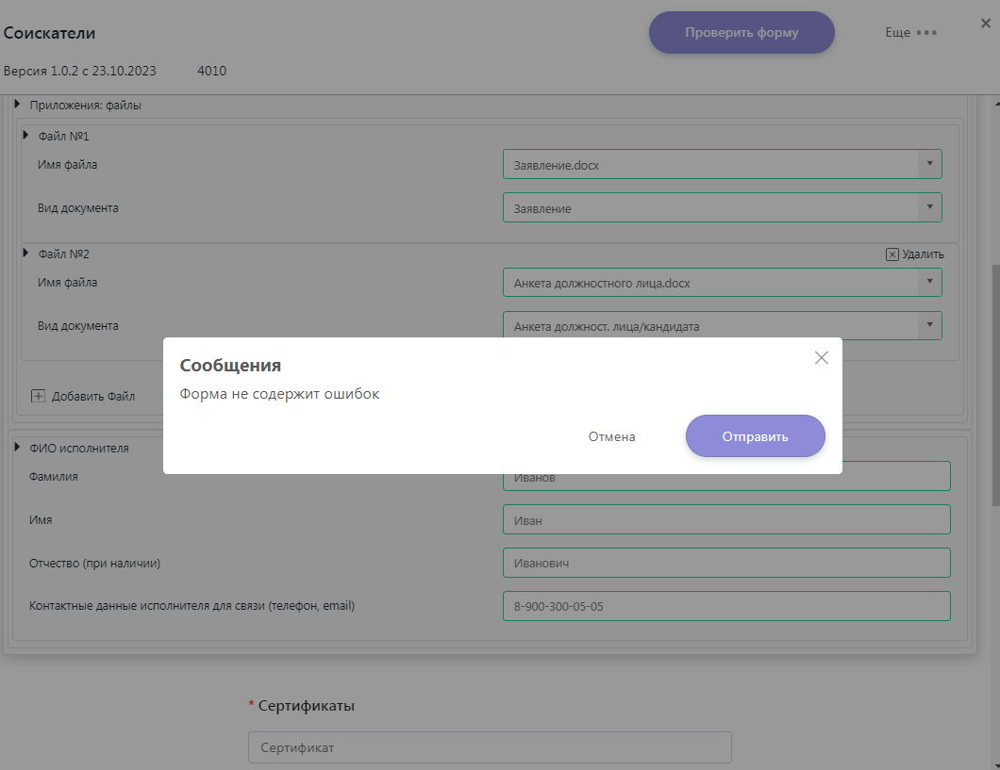 Соискатели
Проверить форму
Еще
Версия 1.0.2 с 23.10.2023 4010
Приложения: файлы
Файл №1
Имя файла
Заявление.docx
Вид документа
Заявление
Файл №2
Удалить
Имя файла
Анкета должностного лица.docx
Вид документа
Анкета должност. лица/кандидата
Сообщения
Форма не содержит ошибок
Отмена
Отправить
Добавить Файл
ФИО исполнителя
Фамилия
Иванов
Имя
Иван
Отчество (при наличии)
Иванович
Контактные данные исполнителя для связи (телефон, email)
8-900-300-05-05
* Сертификаты
Сертификат